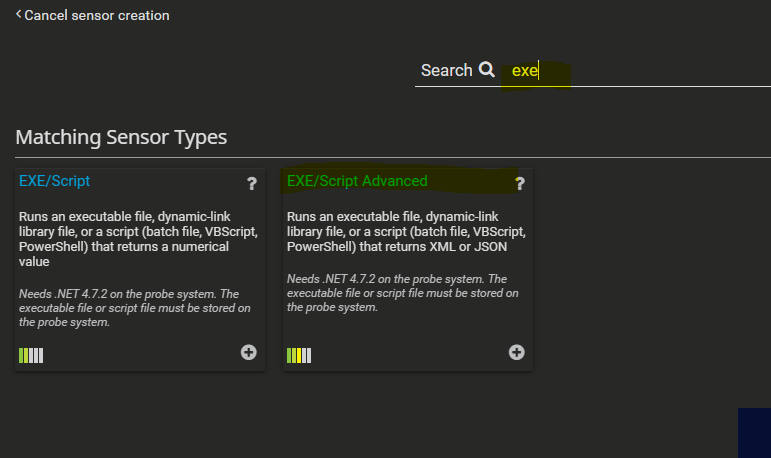 Cancel sensor creation
Search exe
Matching Sensor Types
EXE/Script ?
Runs an executable file, dynamic-link
library file, or a script (batch file, VBScript,
PowerShell) that returns a numerical
value
Needs .NET 4.7.2 on the probe system. The
executable file or script file must be stored on
the probe system.
EXE/Script Advanced ?
Runs an executable file, dynamic-link
library file, or a script (batch file, VBScript,
PowerShell) that returns XML or JSON
Needs .NET 4.7.2 on the probe system. The
executable file or script file must be stored on
the probe system.